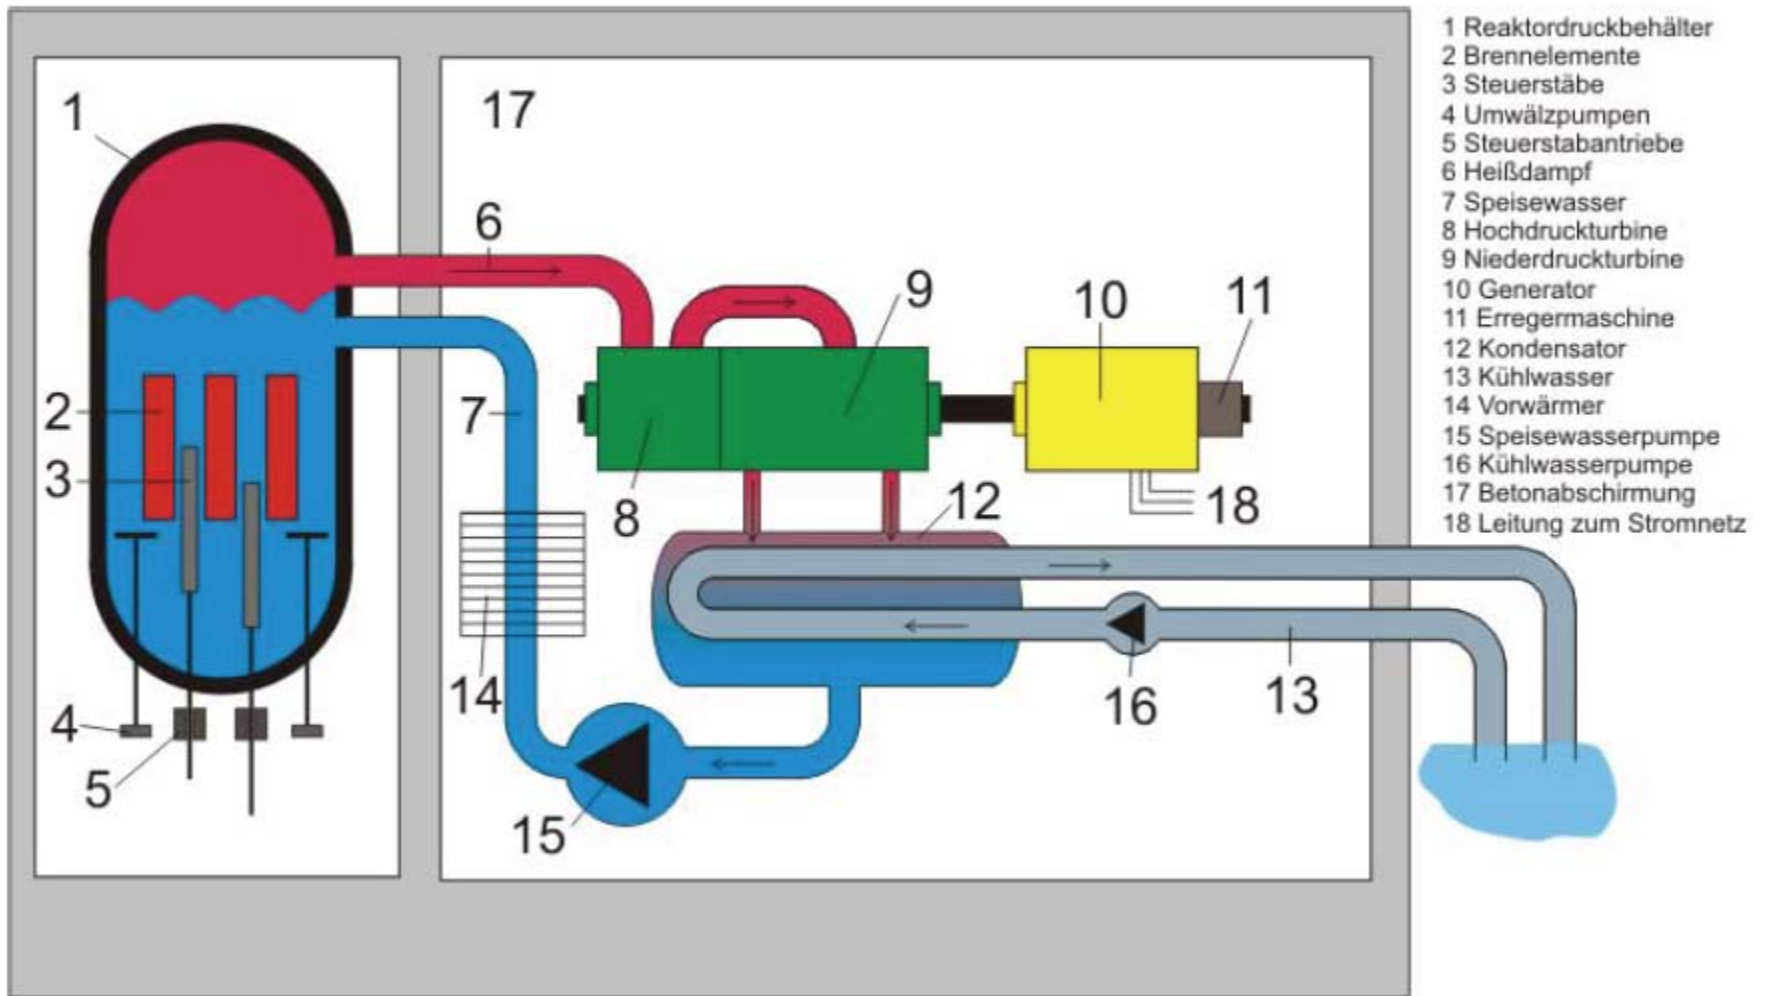 1
17
6
9
10
11
2
7
3
8
12
18
14
4
16
13
5
15
1 Reaktordruckbehälter
2 Brennelemente
3 Steuerstäbe
4 Umwälzpumpen
5 Steuerstabantriebe
6 Heißdampf
7 Speisewasser
8 Hochdruckturbine
9 Niederdruckturbine
10 Generator
11 Erregermaschine
12 Kondensator
13 Kühlwasser
14 Vorwärmer
15 Speisewasserpumpe
16 Kühlwasserpumpe
17 Betonabschirmung
18 Leitung zum Stromnetz